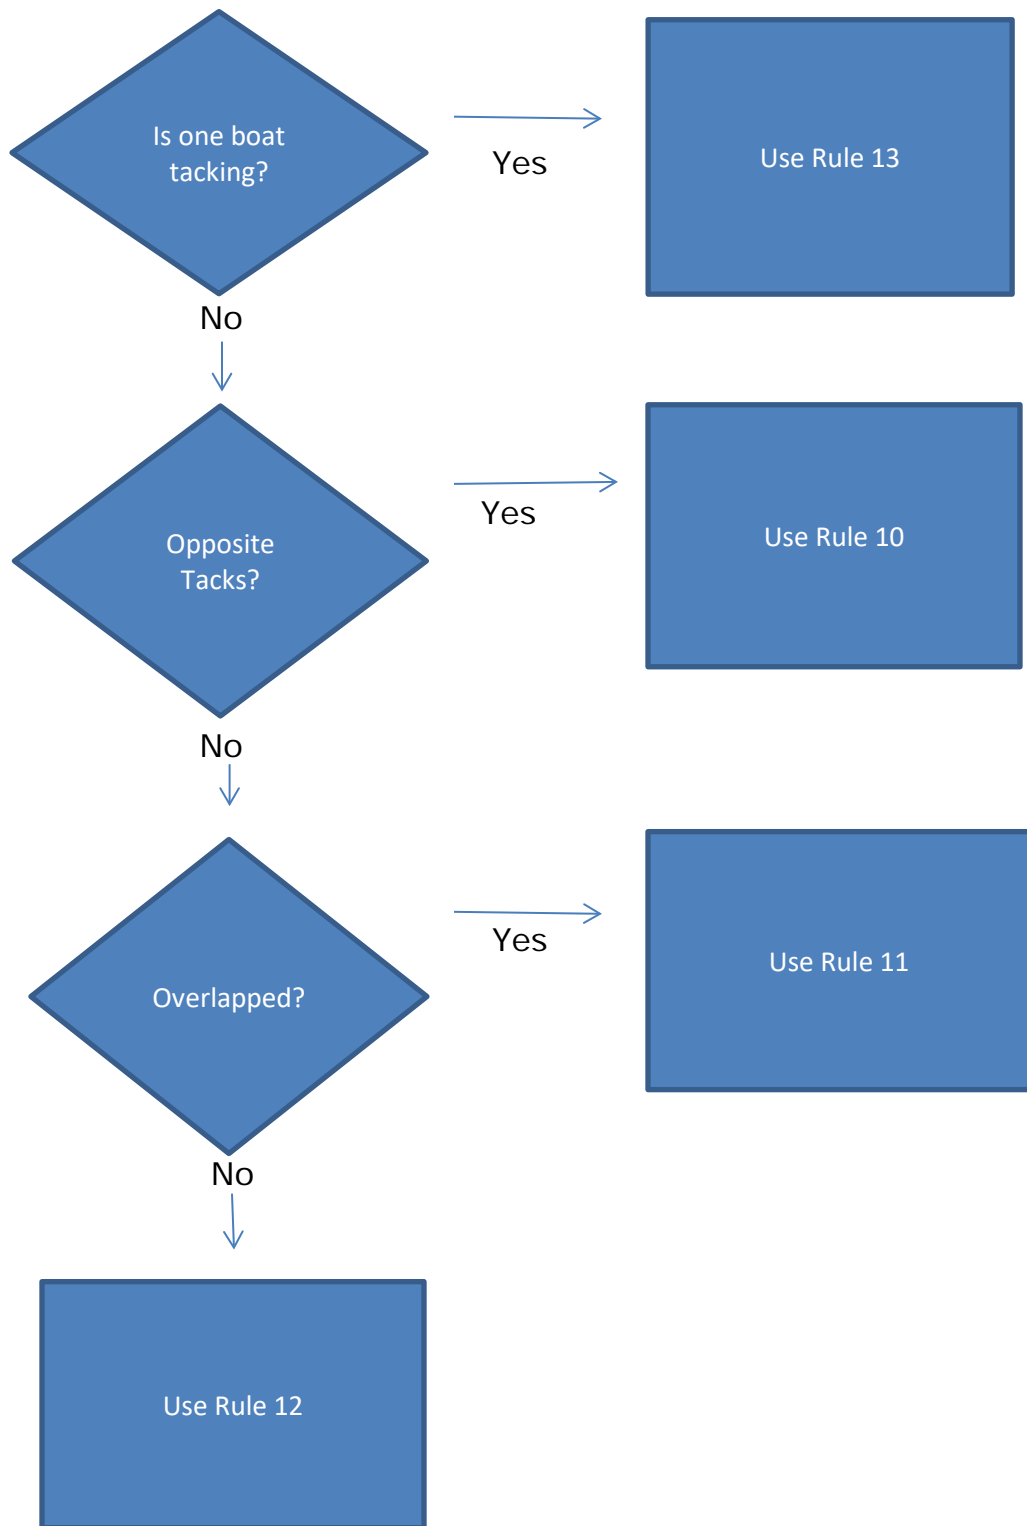 Is one boat
tacking?
Yes
Use Rule 13
No
Opposite
Tacks?
Yes
Use Rule 10
No
Overlapped?
Yes
Use Rule 11
No
Use Rule 12